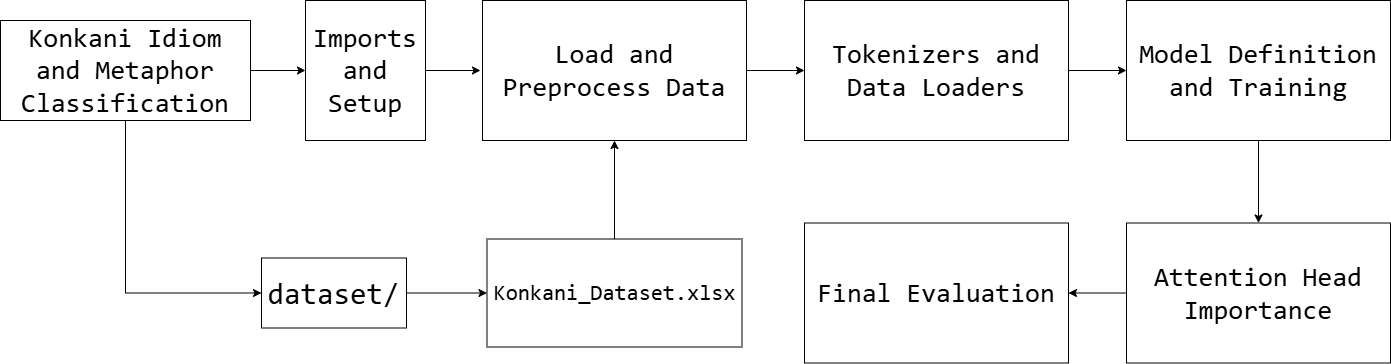 Konkani Idiom
and Metaphor
Classification
Imports
and
Setup
Load and
Preprocess Data
Tokenizers and
Data Loaders
Model Definition
and Training
dataset/
Konkani_Dataset.xlsx
Final Evaluation
Attention Head
Importance